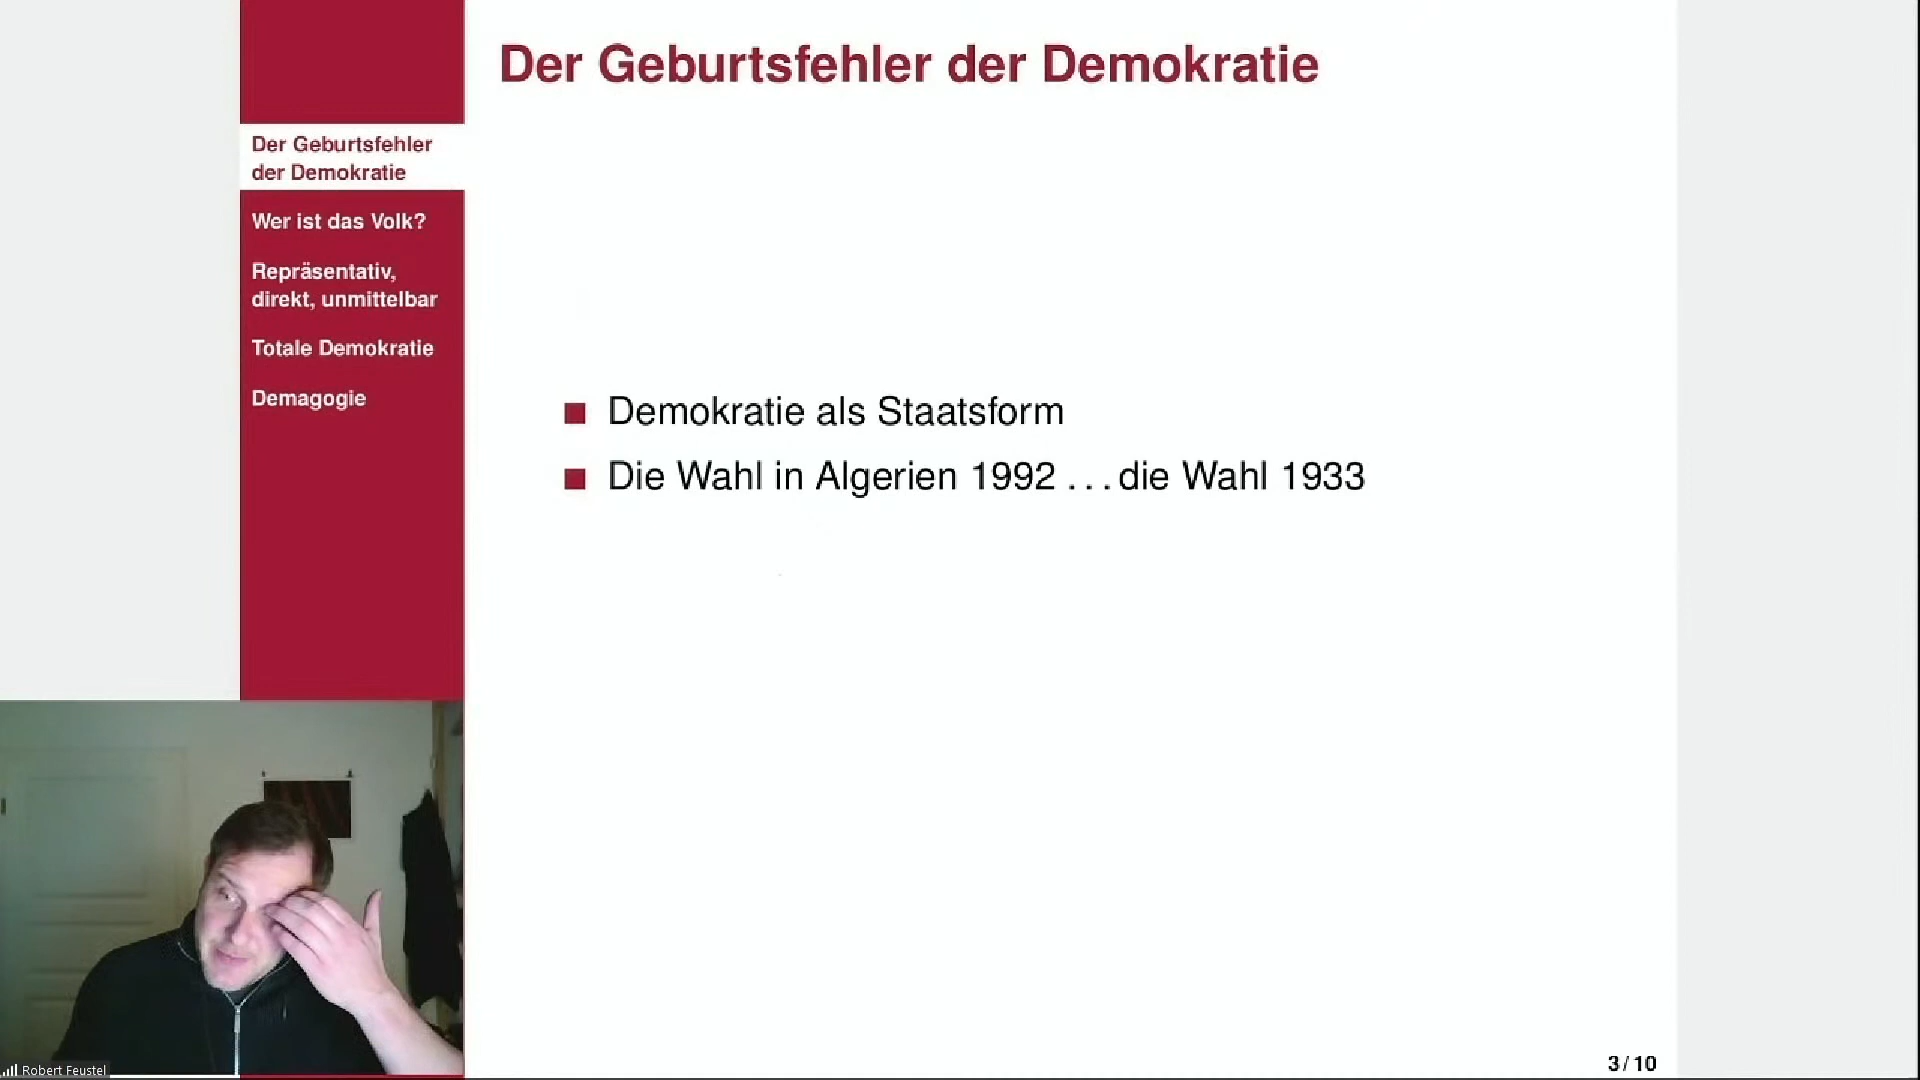 Der Geburtsfehler der Demokratie
Der Geburtsfehler
der Demokratie
Wer ist das Volk?
Repräsentativ,
direkt, unmittelbar
Totale Demokratie
Demagogie
Demokratie als Staatsform
Die Wahl in Algerien 1992 ... die Wahl 1933
Robert Feustel
3 / 10